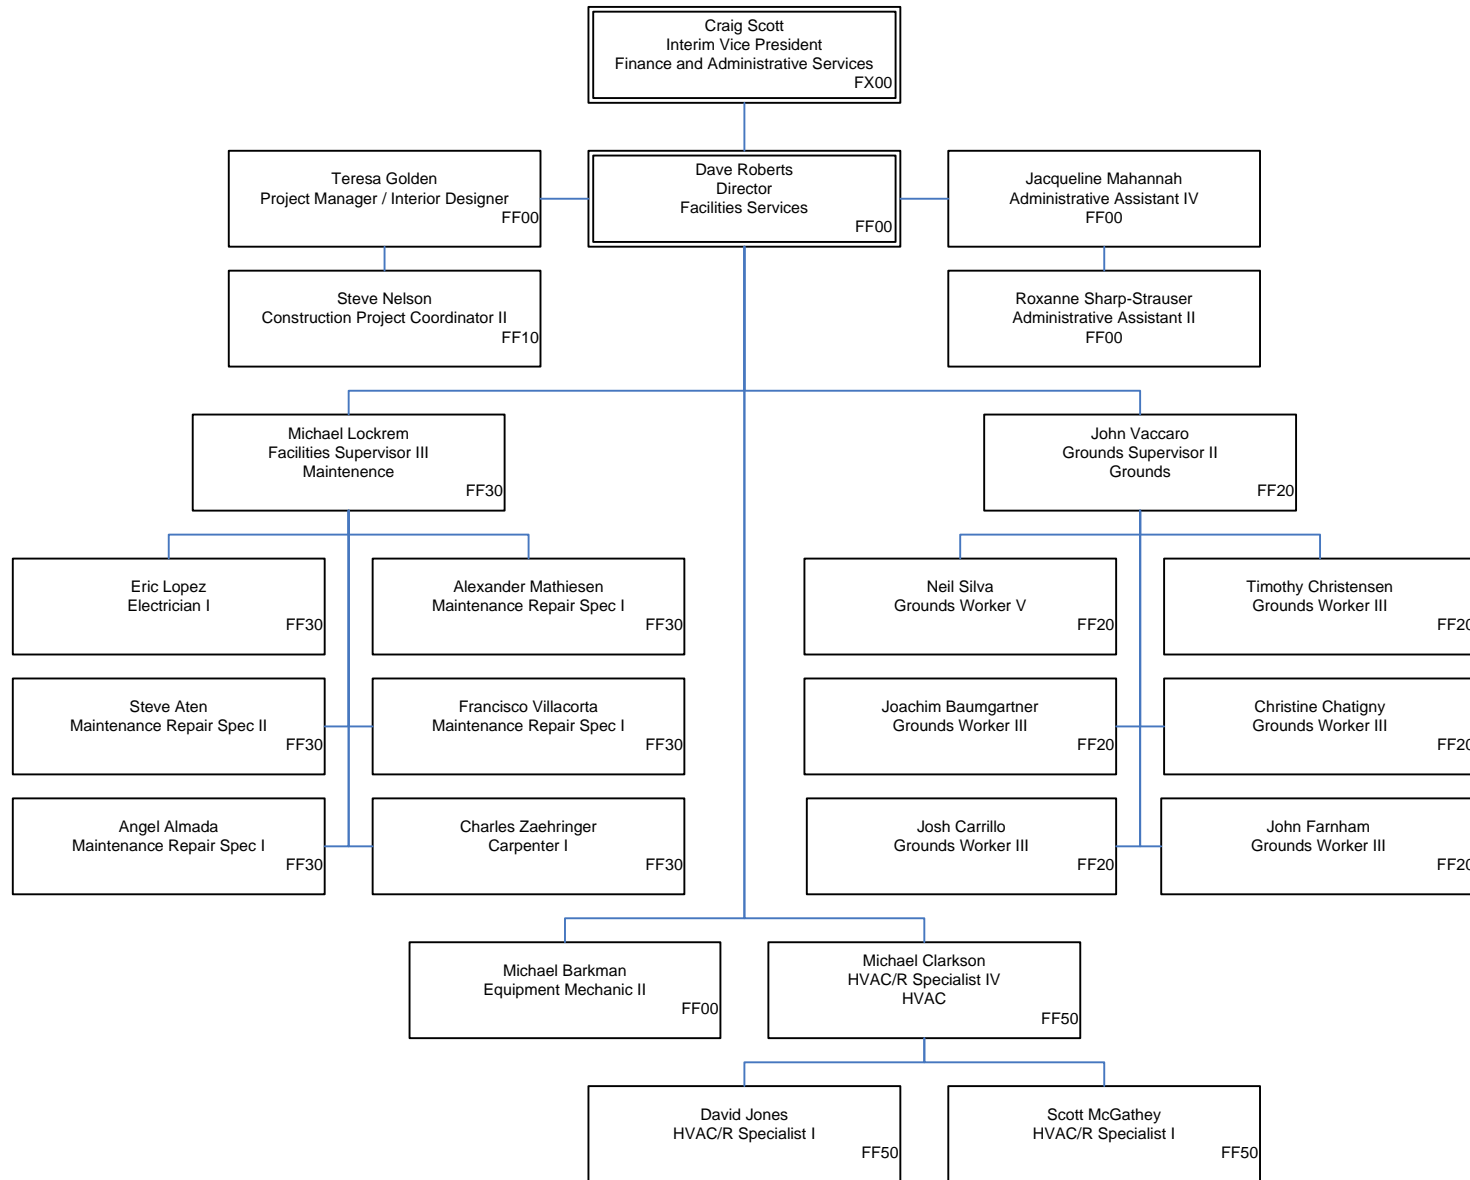 Craig Scott
Interim Vice President
Finance and Administrative Services
FX00
Teresa Golden
Project Manager / Interior Designer
FF00
Dave Roberts
Director
Facilities Services
FF00
Jacqueline Mahannah
Administrative Assistant IV
FF00
Steve Nelson
Construction Project Coordinator II
FF10
Roxanne Sharp-Strauser
Administrative Assistant II
FF00
Michael Lockrem
Facilities Supervisor III
Maintenence
FF30
John Vaccaro
Grounds Supervisor II
Grounds
FF20
Eric Lopez
Electrician I
FF30
Alexander Mathiesen
Maintenance Repair Spec I
FF30
Neil Silva
Grounds Worker V
FF20
Timothy Christensen
Grounds Worker III
FF20
Steve Aten
Maintenance Repair Spec II
FF30
Francisco Villacorta
Maintenance Repair Spec I
FF30
Joachim Baumgartner
Grounds Worker III
FF20
Christine Chatigny
Grounds Worker III
FF20
Angel Almada
Maintenance Repair Spec I
FF30
Charles Zaehringer
Carpenter I
FF30
Josh Carrillo
Grounds Worker III
FF20
John Farnham
Grounds Worker III
FF20
Michael Barkman
Equipment Mechanic II
FF00
Michael Clarkson
HVAC/R Specialist IV
HVAC
FF50
David Jones
HVAC/R Specialist I
FF50
Scott McGathey
HVAC/R Specialist I
FF50